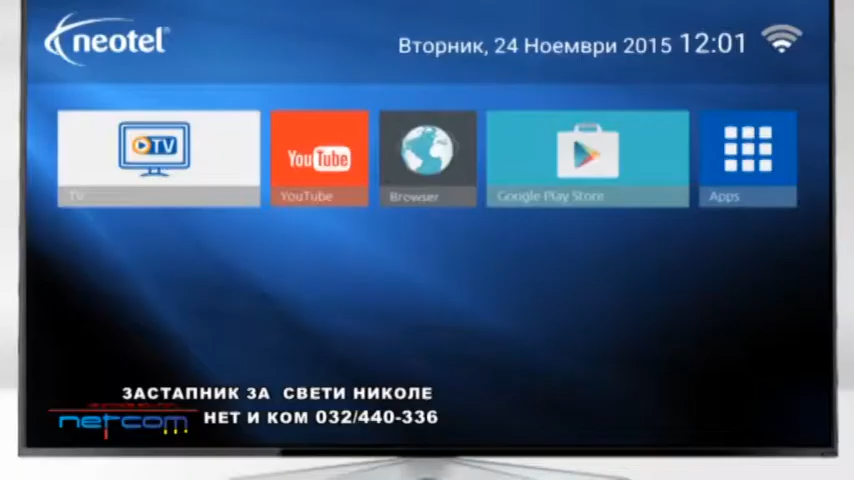 neotel
Вторник, 24 Ноември 2015 12:01
TV
YouTube
TV
YouTube
Browser
Google Play Store
Apps
ЗАСТАПНИК ЗА СВЕТИ НИКОЛЕ
netcom НЕТ И КОМ 032/440-336